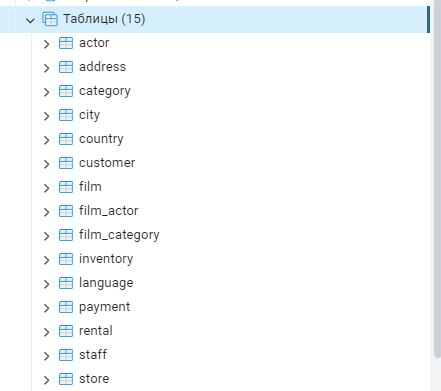 Таблицы (15)
actor
address
category
city
country
customer
film
film_actor
film_category
inventory
language
payment
rental
staff
store